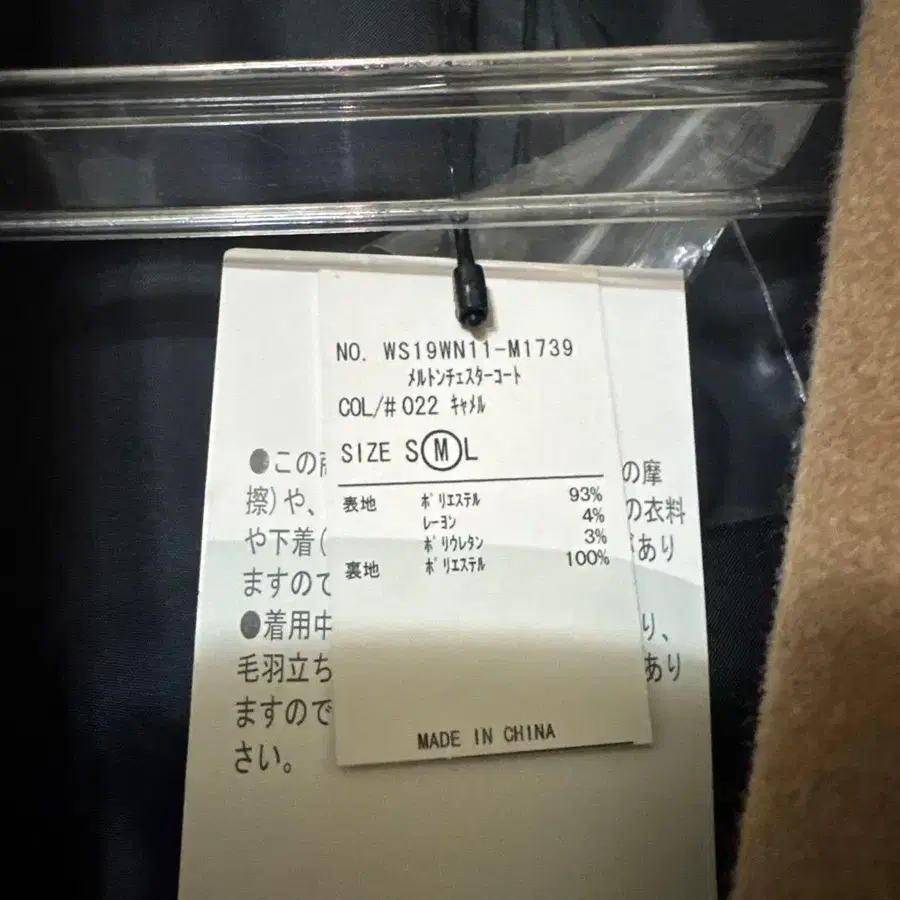 NO. WS19WN11-M1739
ﾒﾙﾄﾝﾁｪｽﾀｰｺｰﾄ
COL/# 022 ｷｬﾒﾙ
SIZE S M L
表地 ﾎﾟﾘｴｽﾃﾙ 93%
ﾚｰﾖﾝ 4%
ﾎﾟﾘｳﾚﾀﾝ 3%
裏地 ﾎﾟﾘｴｽﾃﾙ 100%
MADE IN CHINA
●この の摩
擦)や、 の衣料
や下着( があり
ますので
●着用中 り、
毛羽立ち あり
ますので
さい。